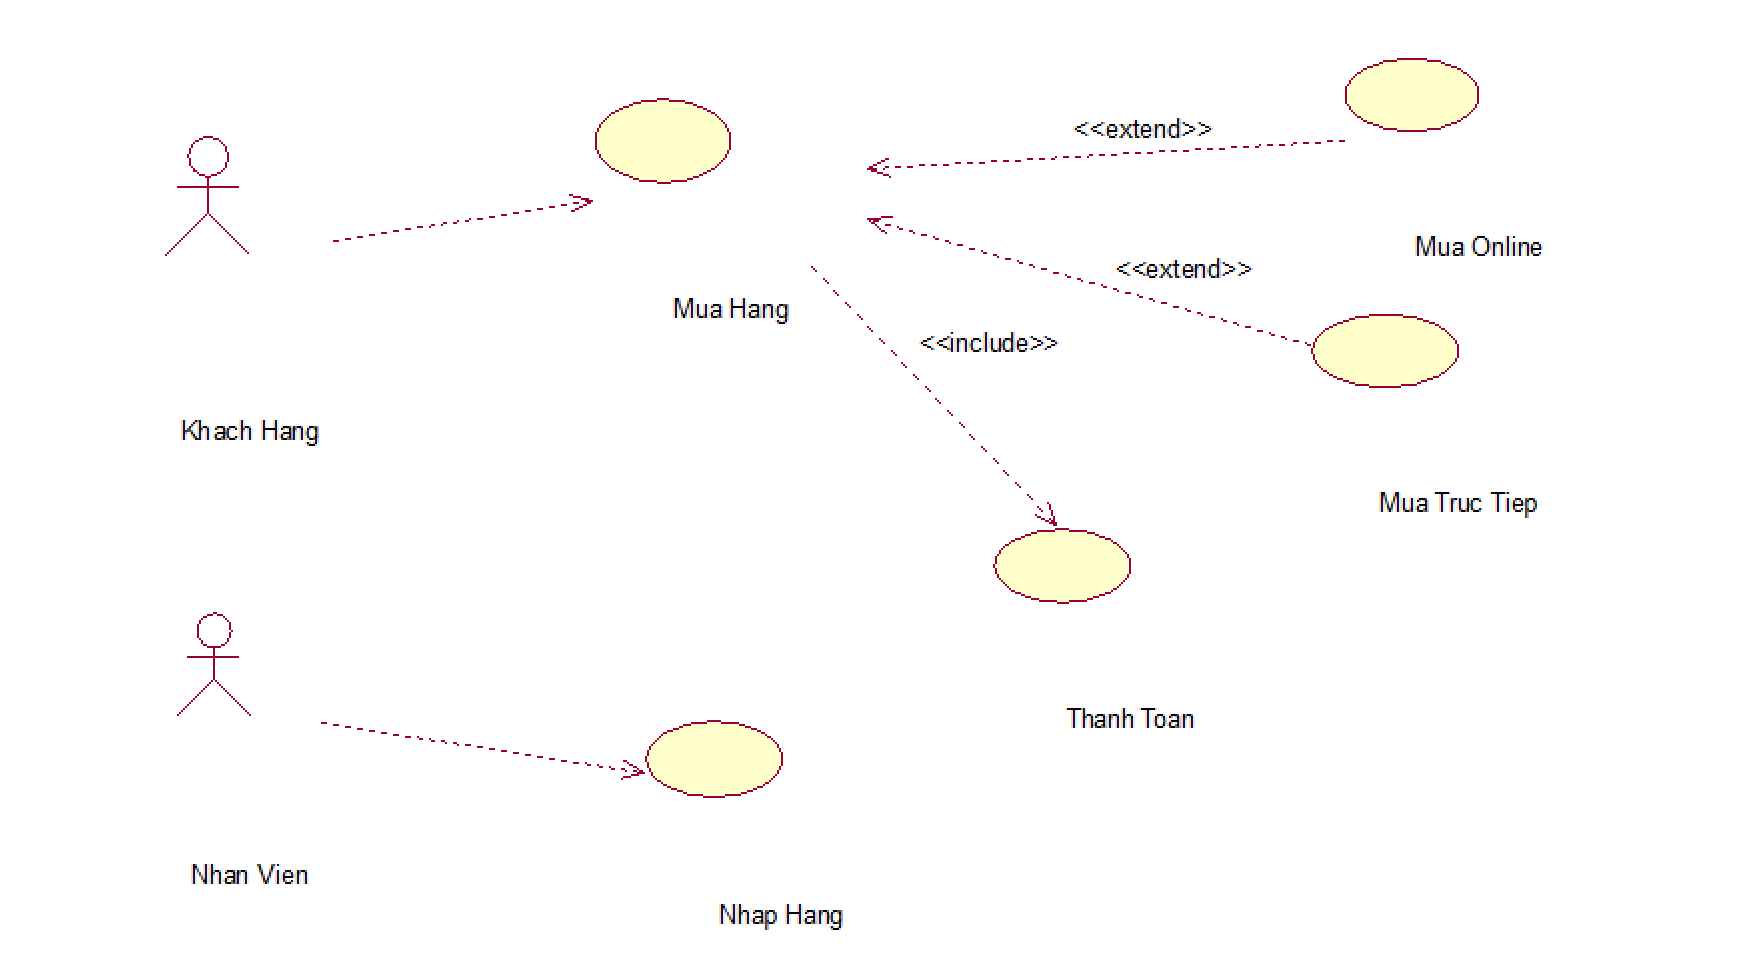 <<extend>>
Mua Online
<<extend>>
Mua Hang
<<include>>
Khach Hang
Mua Truc Tiep
Thanh Toan
Nhan Vien
Nhap Hang